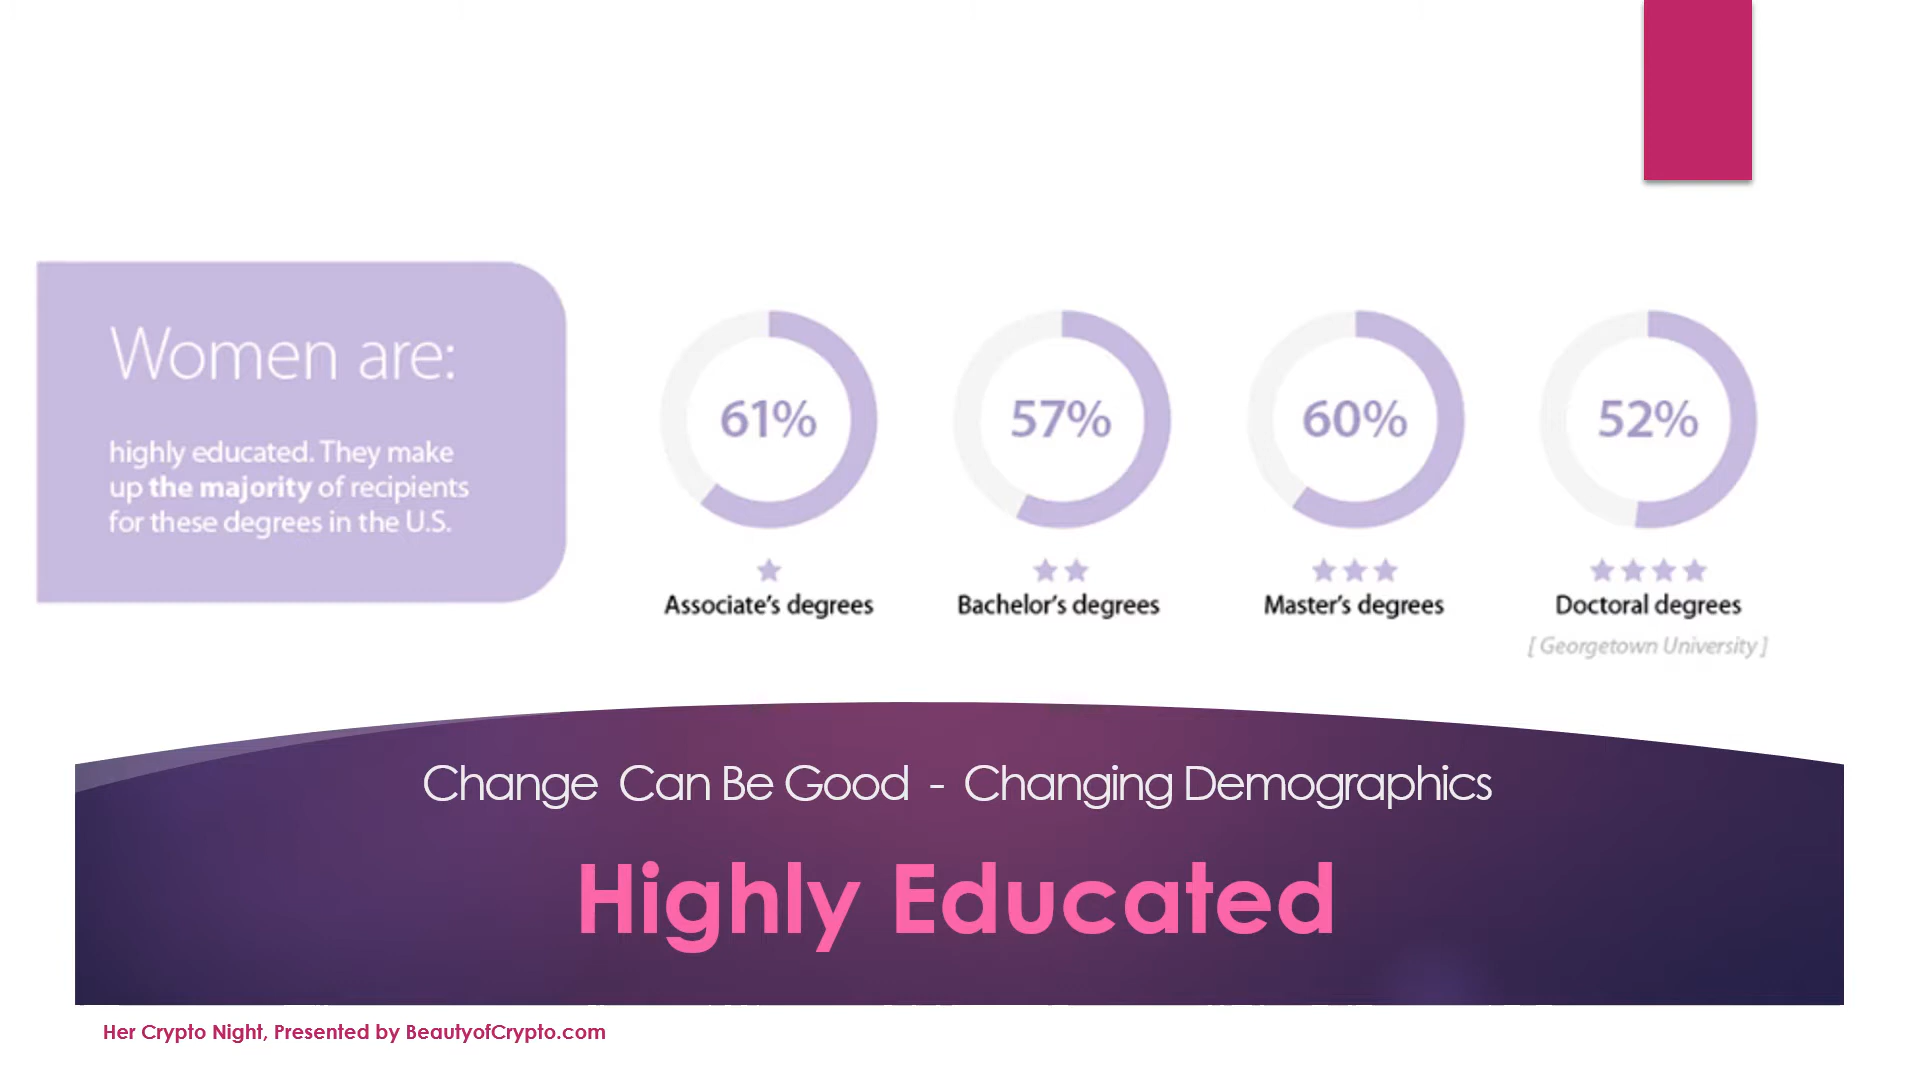 Women are:
highly educated. They make
up the majority of recipients
for these degrees in the U.S.
61%
57%
60%
52%
Associate's degrees
Bachelor's degrees
Master's degrees
Doctoral degrees
[ Georgetown University ]
Change Can Be Good - Changing Demographics
Highly Educated
Her Crypto Night, Presented by BeautyofCrypto.com